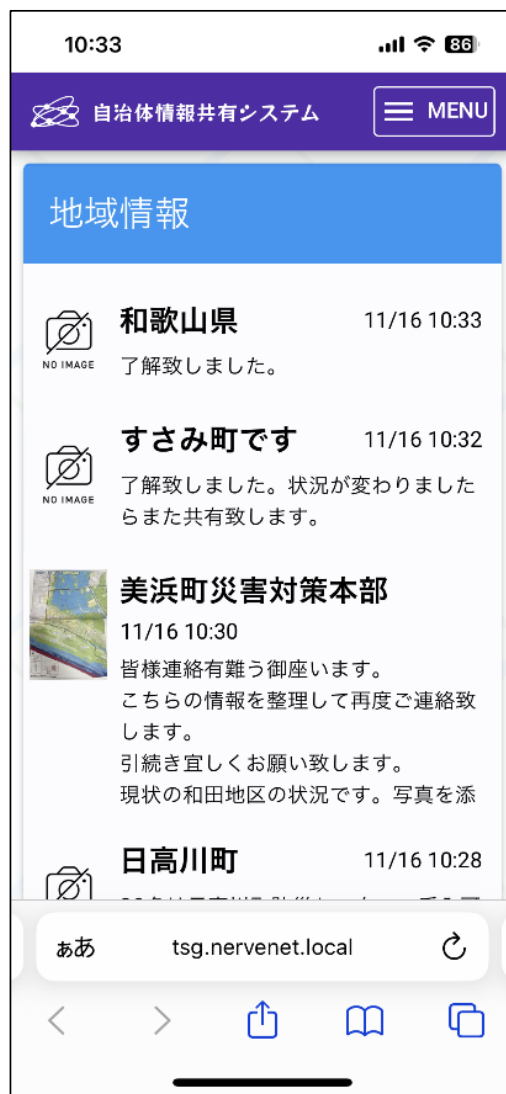 10:33
86
自治体情報共有システム
MENU
地域情報
和歌山県
11/16 10:33
NO IMAGE
了解致しました。
すさみ町です
11/16 10:32
NO IMAGE
了解致しました。状況が変わりました
らまた共有致します。
美浜町災害対策本部
11/16 10:30
皆様連絡有難う御座います。
こちらの情報を整理して再度ご連絡致
します。
引続き宜しくお願い致します。
現状の和田地区の状況です。写真を添
日高川町
11/16 10:28
ぁあ
tsg.nervenet.local